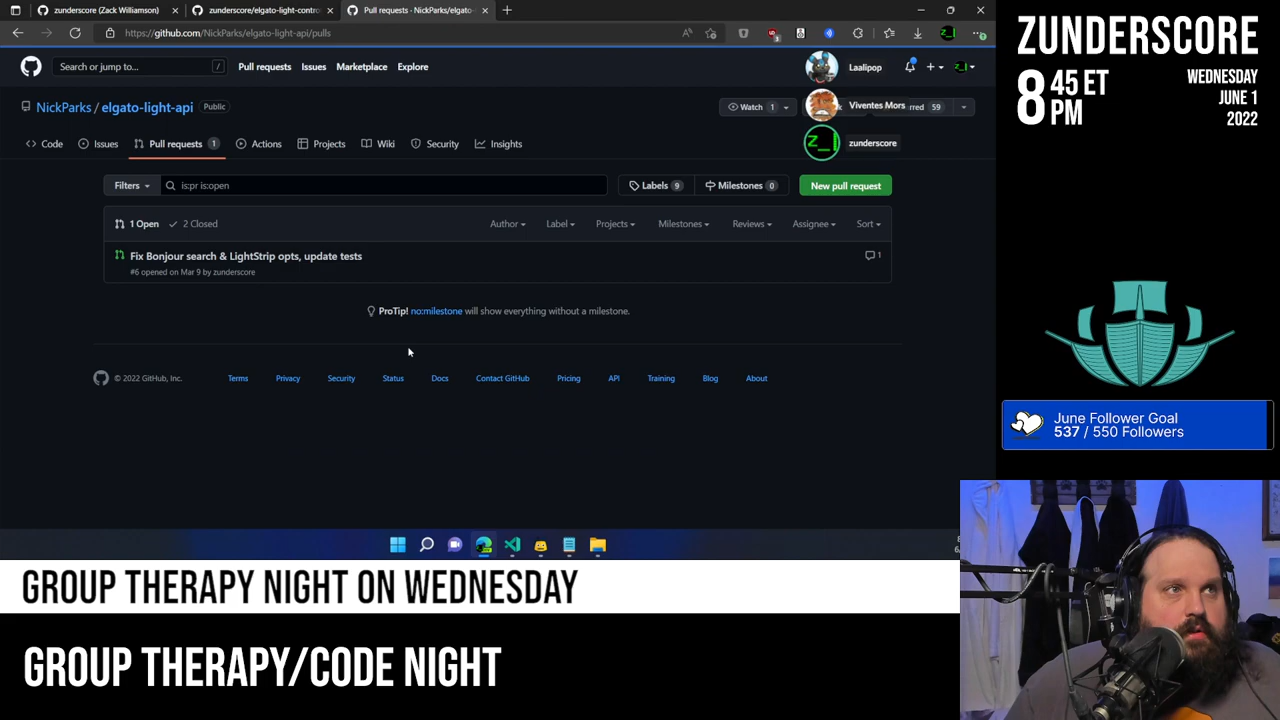 zunderscore (Zack Williamson)
zunderscore/elgato-light-contro
Pull requests · NickParks/elgato-
https://github.com/NickParks/elgato-light-api/pulls
Search or jump to...
/
Pull requests
Issues
Marketplace
Explore
Laalipop
NickParks / elgato-light-api
Public
Watch 1
Viventes Mors
rred 59
zunderscore
Code
Issues
Pull requests 1
Actions
Projects
Wiki
Security
Insights
Filters
is:pr is:open
Labels 9
Milestones 0
New pull request
1 Open
2 Closed
Author
Label
Projects
Milestones
Reviews
Assignee
Sort
Fix Bonjour search & LightStrip opts, update tests
1
#6 opened on Mar 9 by zunderscore
ProTip! no:milestone will show everything without a milestone.
© 2022 GitHub, Inc.
Terms
Privacy
Security
Status
Docs
Contact GitHub
Pricing
API
Training
Blog
About
ZUNDERSCORE
8 45 ET PM
WEDNESDAY
JUNE 1
2022
June Follower Goal
537 / 550 Followers
GROUP THERAPY NIGHT ON WEDNESDAY
GROUP THERAPY/CODE NIGHT